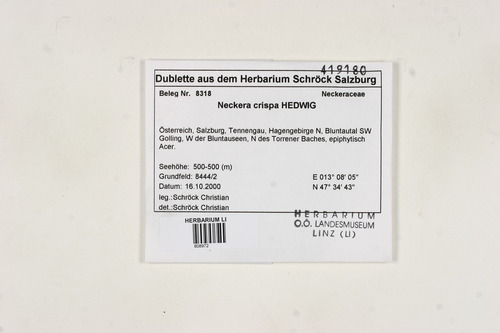 419180
Dublette aus dem Herbarium Schröck Salzburg
Beleg Nr. 8318 Neckeraceae
Neckera crispa HEDWIG
Österreich, Salzburg, Tennengau, Hagengebirge N, Bluntautal SW
Golling, W der Bluntauseen, N des Torrener Baches, epiphytisch
Acer.
Seehöhe: 500-500 (m)
Grundfeld: 8444/2 E 013° 08' 05"
Datum: 16.10.2000 N 47° 34' 43"
leg.:Schröck Christian
det.:Schröck Christian
HERBARIUM LI
HERBARIUM
O.Ö. LANDESMUSEUM
LINZ (LI)